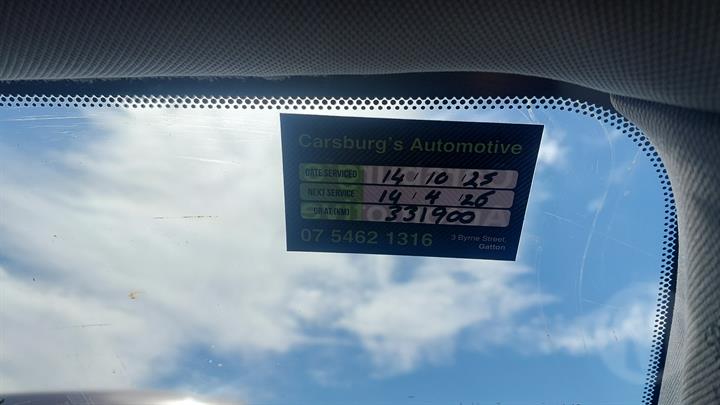 Carsburg's Automotive
DATE SERVICED 14 / 10 / 25
NEXT SERVICE 14 / 4 / 26
OR AT (KM) 331900
07 5462 1316
3 Byrne Street,
Gatton